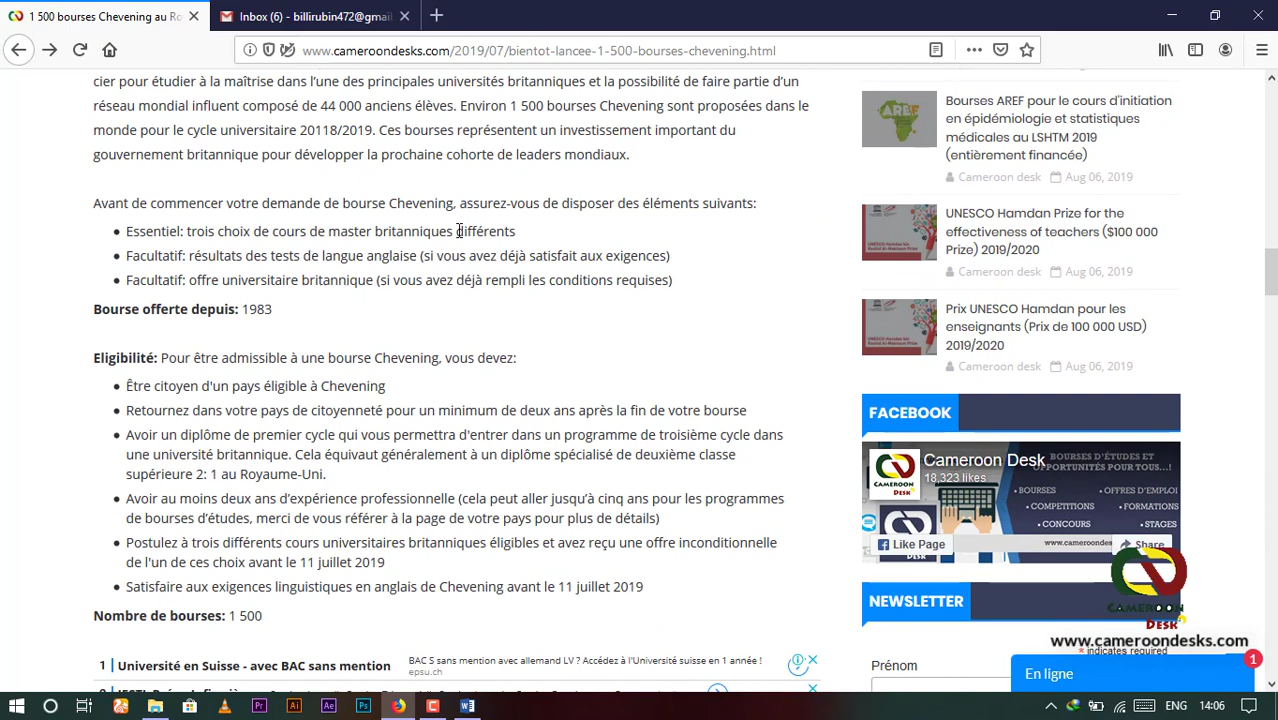 1 500 bourses Chevening au Ro
Inbox (6) - billirubin472@gmail
www.cameroondesks.com/2019/07/bientot-lancee-1-500-bourses-chevening.html
cier pour étudier à la maîtrise dans l'une des principales universités britanniques et la possibilité de faire partie d'un
réseau mondial influent composé de 44 000 anciens élèves. Environ 1 500 bourses Chevening sont proposées dans le
monde pour le cycle universitaire 20118/2019. Ces bourses représentent un investissement important du
gouvernement britannique pour développer la prochaine cohorte de leaders mondiaux.
Avant de commencer votre demande de bourse Chevening, assurez-vous de disposer des éléments suivants:
Essentiel: trois choix de cours de master britanniques différents
Facultatif: résultats des tests de langue anglaise (si vous avez déjà satisfait aux exigences)
Facultatif: offre universitaire britannique (si vous avez déjà rempli les conditions requises)
Bourse offerte depuis: 1983
Eligibilité: Pour être admissible à une bourse Chevening, vous devez:
Être citoyen d'un pays éligible à Chevening
Retournez dans votre pays de citoyenneté pour un minimum de deux ans après la fin de votre bourse
Avoir un diplôme de premier cycle qui vous permettra d'entrer dans un programme de troisième cycle dans
une université britannique. Cela équivaut généralement à un diplôme spécialisé de deuxième classe
supérieure 2: 1 au Royaume-Uni.
Avoir au moins deux ans d'expérience professionnelle (cela peut aller jusqu'à cinq ans pour les programmes
de bourses d'études, merci de vous référer à la page de votre pays pour plus de détails)
Postulez à trois différents cours universitaires britanniques éligibles et avez reçu une offre inconditionnelle
de l'un de ces choix avant le 11 juillet 2019
Satisfaire aux exigences linguistiques en anglais de Chevening avant le 11 juillet 2019
Nombre de bourses: 1 500
1 Université en Suisse - avec BAC sans mention
BAC S sans mention avec allemand LV ? Accédez à l'Université suisse en 1 année !
epsu.ch
AREF
Bourses AREF pour le cours d'initiation
en épidémiologie et statistiques
médicales au LSHTM 2019
(entièrement financée)
Cameroon desk Aug 06, 2019
UNESCO Hamdan Prize for the
effectiveness of teachers ($100 000
Prize) 2019/2020
Cameroon desk Aug 06, 2019
Prix UNESCO Hamdan pour les
enseignants (Prix de 100 000 USD)
2019/2020
Cameroon desk Aug 06, 2019
FACEBOOK
CAMEROON
DESK
Cameroon Desk
18,323 likes
BOURSES D'ÉTUDES ET
OPPORTUNITÉS POUR TOUS...!
• BOURSES • OFFRES D'EMPLOI
• COMPETITIONS • FORMATIONS
• CONCOURS • STAGES
Like Page
Share
NEWSLETTER
CAMEROON
DESK
www.cameroondesks.com
* indicates required
Prénom
En ligne
1
Pr Ai Ae Ps
ENG 14:06